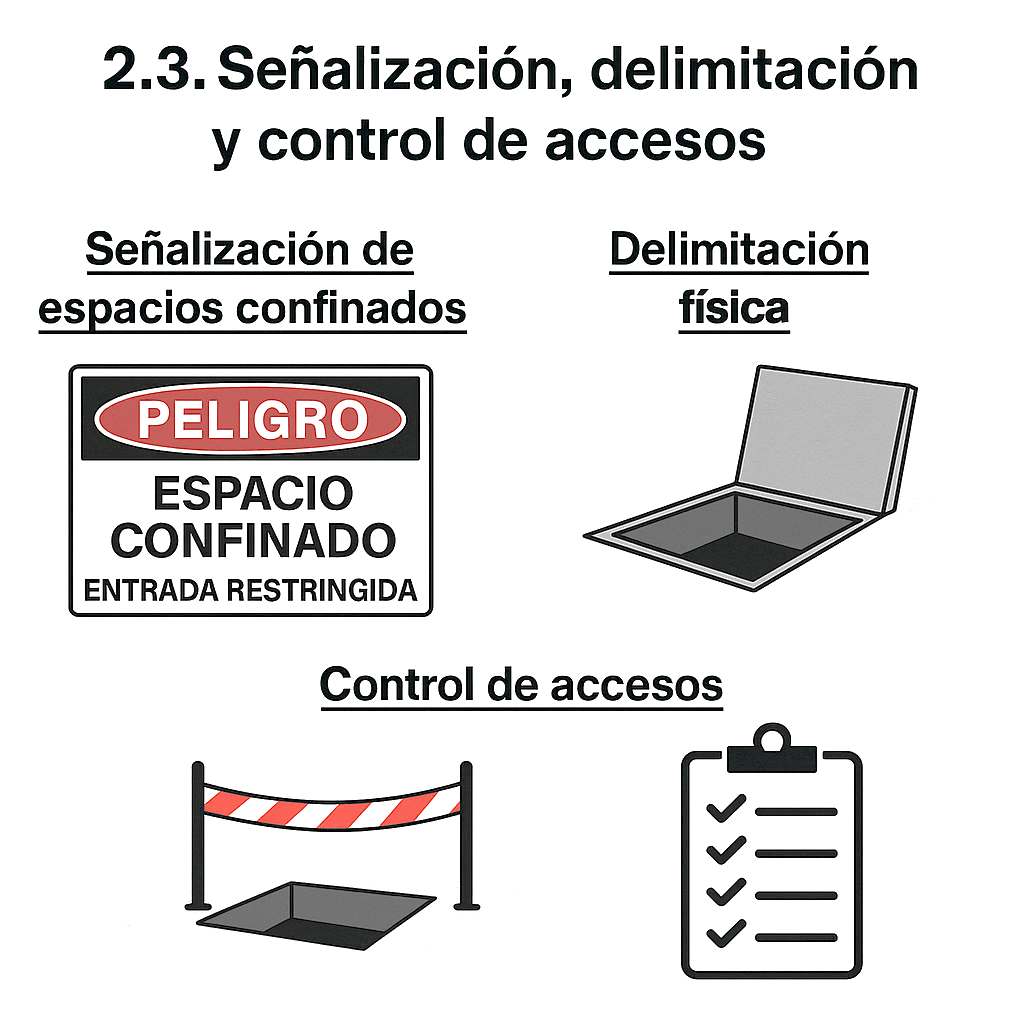 2.3. Señalización, delimitación
y control de accesos
Señalización de
espacios confinados
PELIGRO
ESPACIO
CONFINADO
ENTRADA RESTRINGIDA
Delimitación
física
Control de accesos